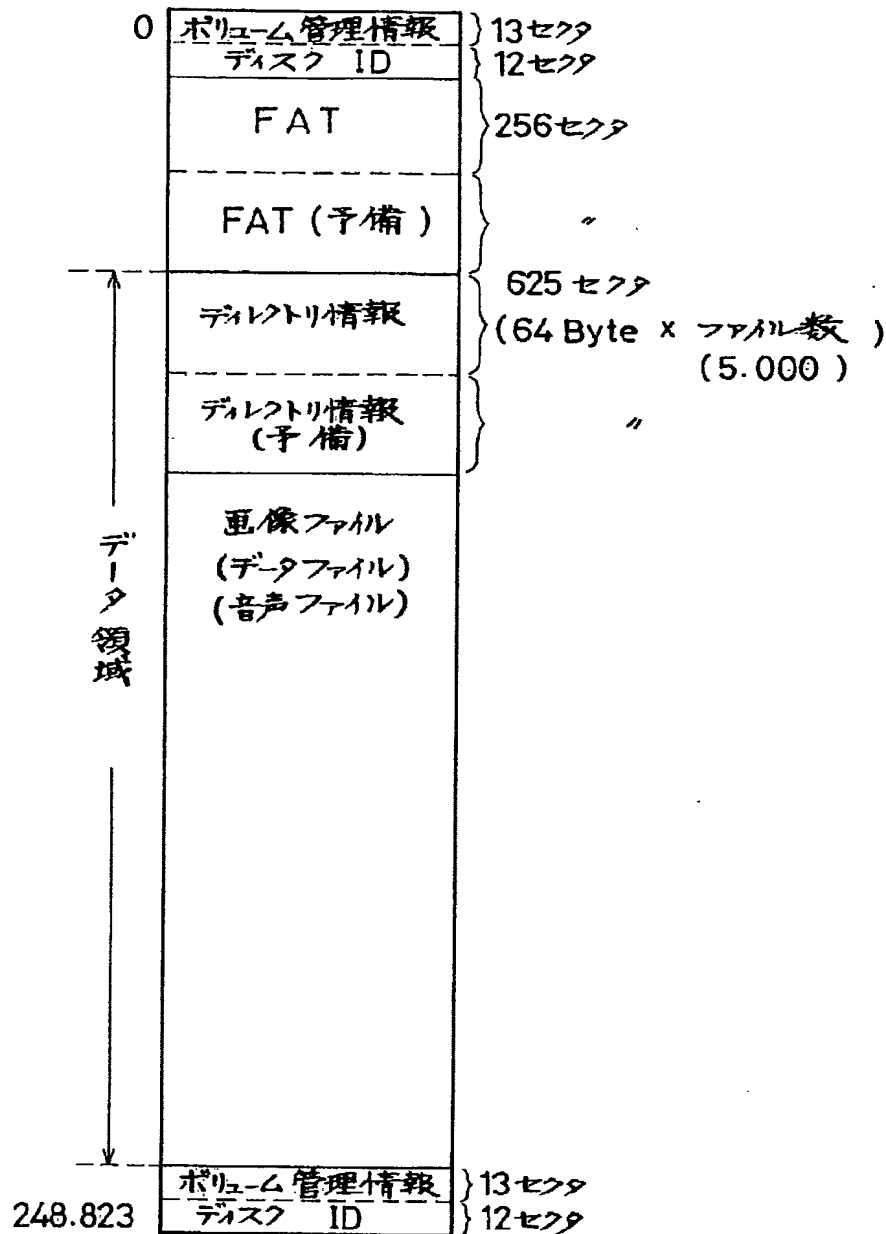 0
ボリューム管理情報
13セクタ
ディスク ID
12セクタ
FAT
256セクタ
FAT (予備)
〃
625セクタ
ディレクトリ情報
(64 Byte × ファイル数 )
(5.000)
ディレクトリ情報
(予備)
〃
画像ファイル
(データファイル)
(音声ファイル)
データ領域
ボリューム管理情報
13セクタ
248.823
ディスク ID
12セクタ